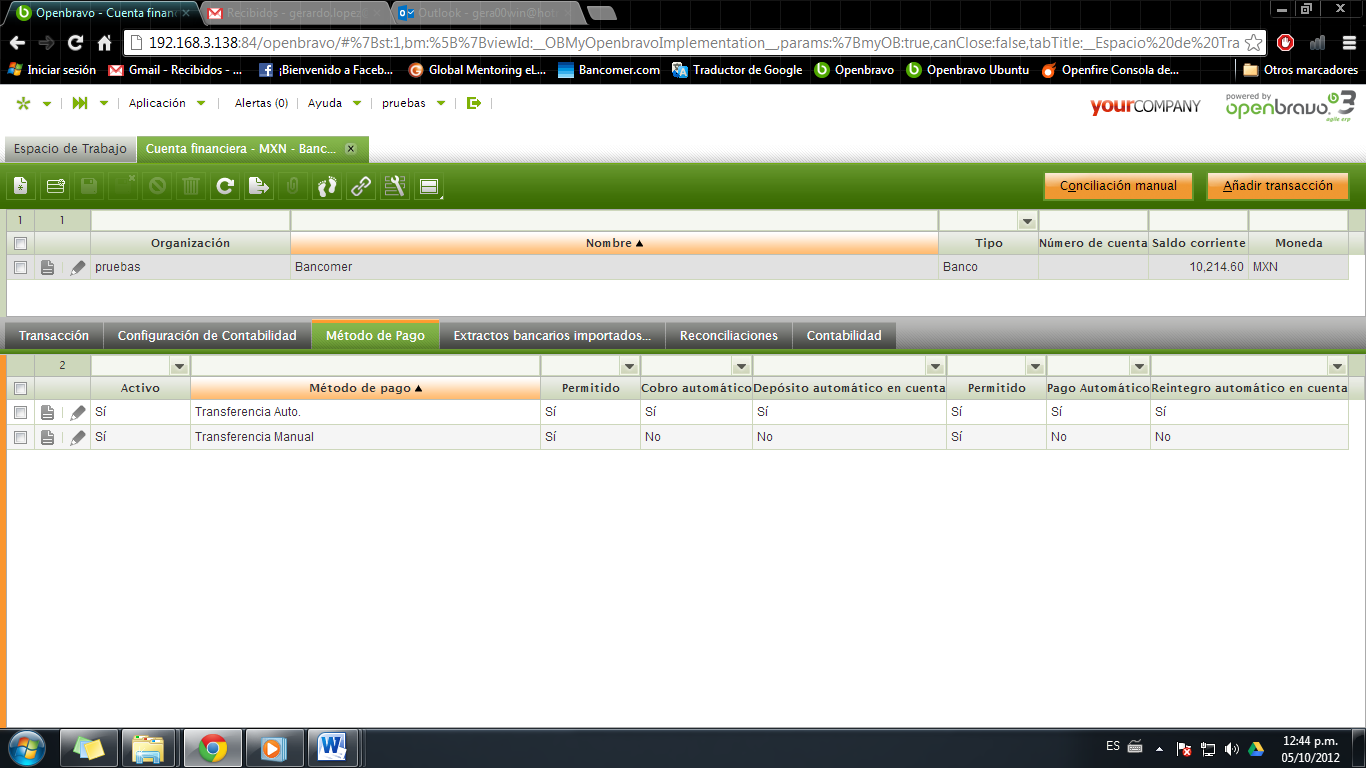 Openbravo - Cuenta finan
Recibidos - gerardo.lopez
Outlook - gera00win@hot
192.168.3.138:84/openbravo/#%7Bst:1,bm:%5B%7BviewId:__OBMyOpenbravoImplementation__,params:%7BmyOB:true,canClose:false,tabTitle:__Espacio%20de%20Tra
Iniciar sesión
Gmail - Recibidos - ...
¡Bienvenido a Faceb...
Global Mentoring eL...
Bancomer.com
Traductor de Google
Openbravo
Openbravo Ubuntu
Openfire Consola de...
Otros marcadores
Aplicación
Alertas (0)
Ayuda
pruebas
yourCOMPANY
powered by
openbravo 3
agile erp
Espacio de Trabajo
Cuenta financiera - MXN - Banc...
Conciliación manual
Añadir transacción
1 1
Organización Nombre Tipo Número de cuenta Saldo corriente Moneda
pruebas Bancomer Banco 10,214.60 MXN
Transacción Configuración de Contabilidad Método de Pago Extractos bancarios importados... Reconciliaciones Contabilidad
2
Activo Método de pago Permitido Cobro automático Depósito automático en cuenta Permitido Pago Automático Reintegro automático en cuenta
Sí Transferencia Auto. Sí Sí Sí Sí Sí Sí
Sí Transferencia Manual Sí No No Sí No No
ES
12:44 p.m.
05/10/2012